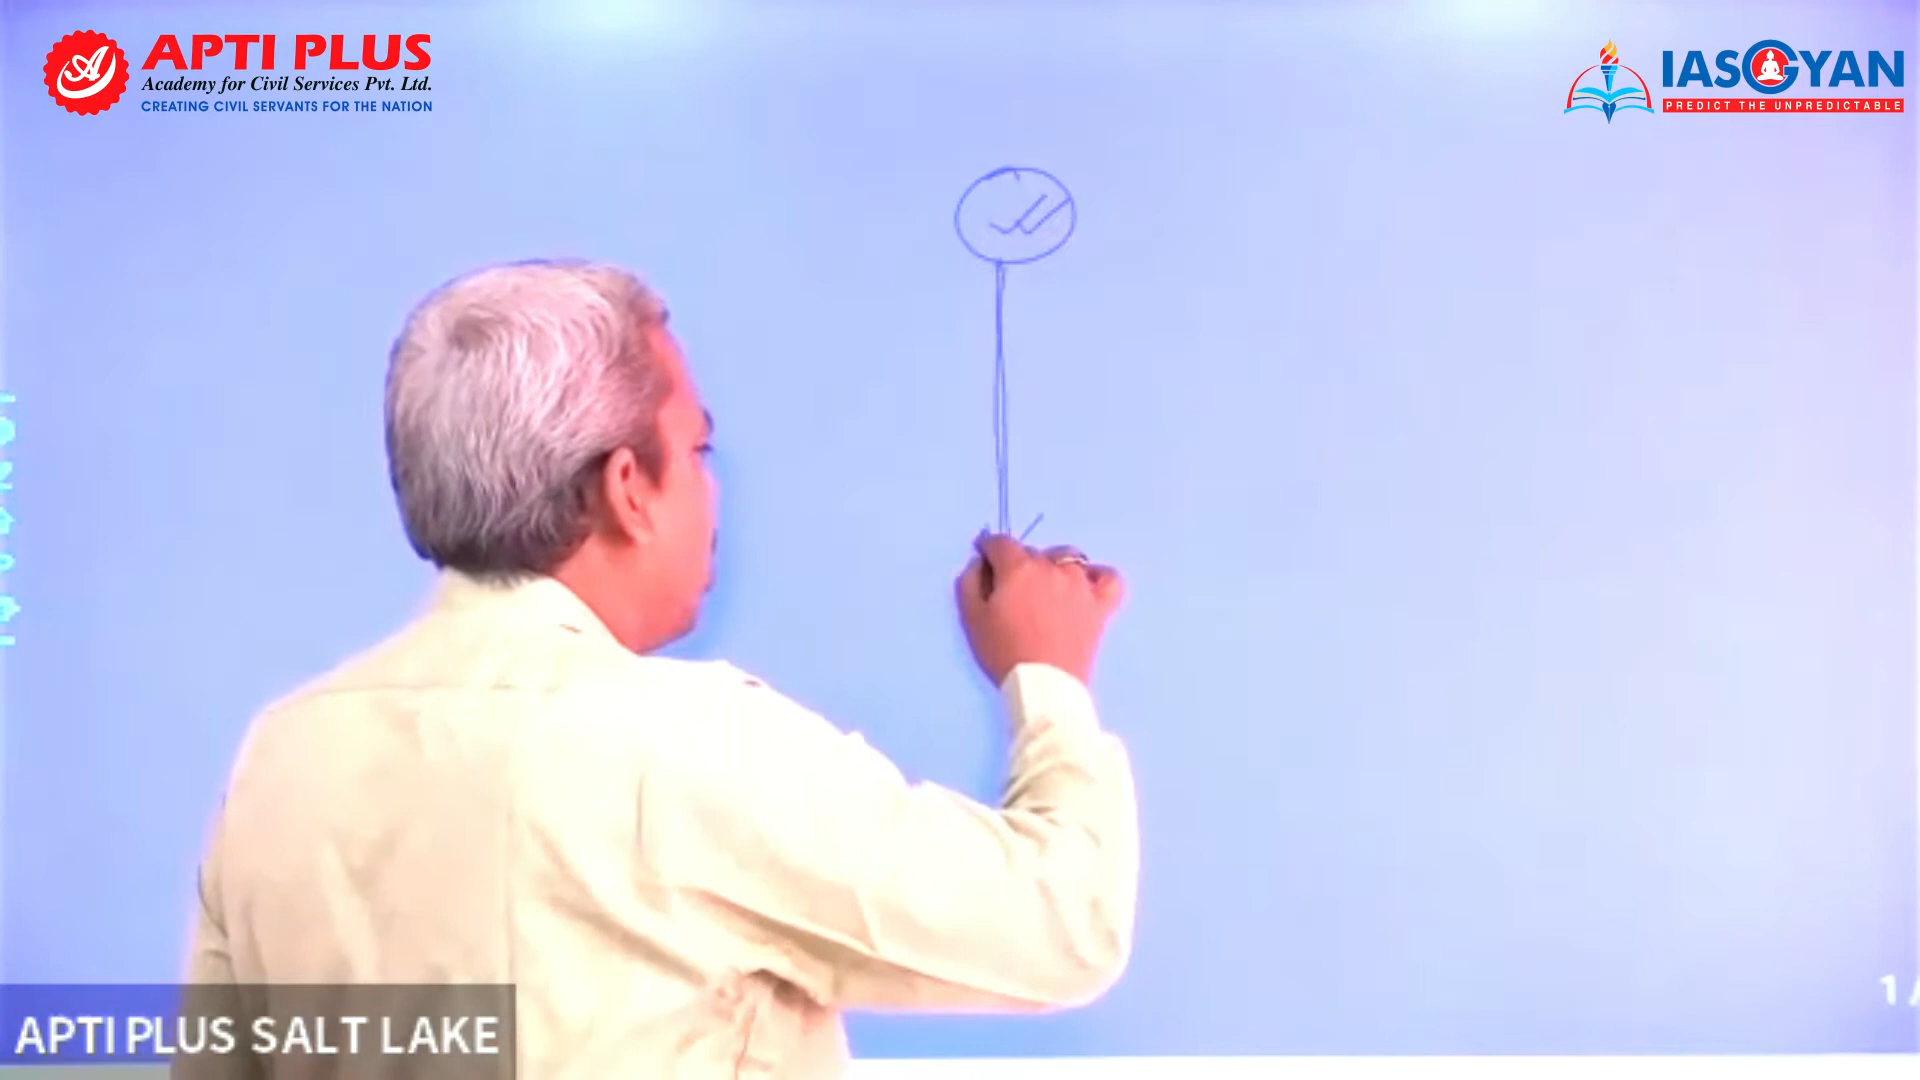 APTI PLUS
Academy for Civil Services Pvt. Ltd.
CREATING CIVIL SERVANTS FOR THE NATION
IASGYAN
PREDICT THE UNPREDICTABLE
1 /
APTI PLUS SALT LAKE